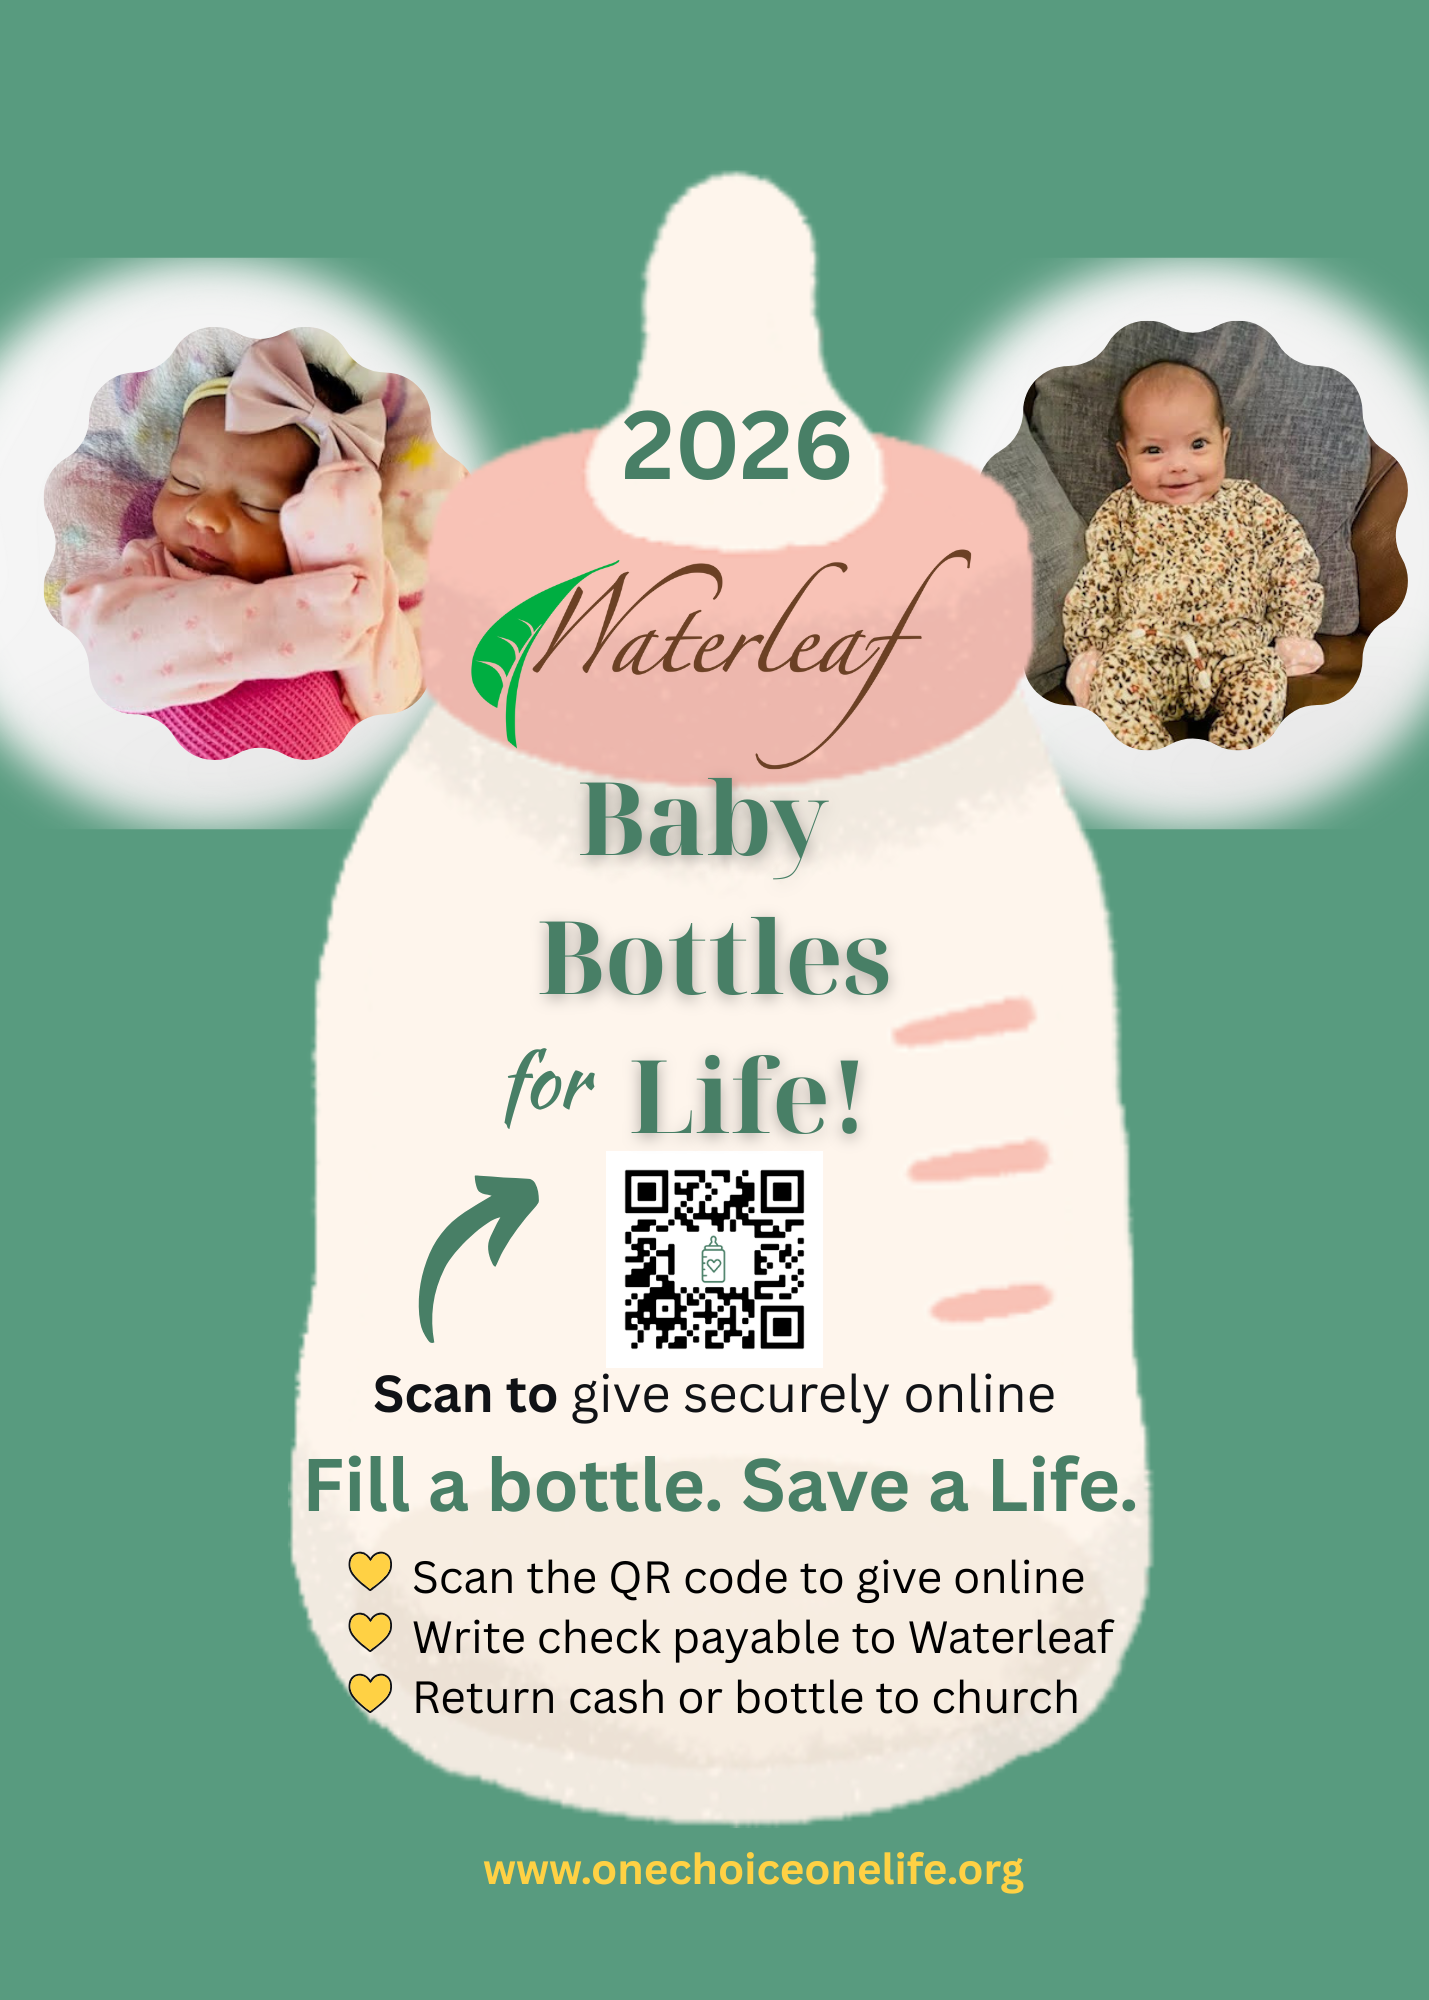 2026
Waterleaf
Baby
Bottles
for Life!
Scan to give securely online
Fill a bottle. Save a Life.
Scan the QR code to give online
Write check payable to Waterleaf
Return cash or bottle to church
www.onechoiceonelife.org